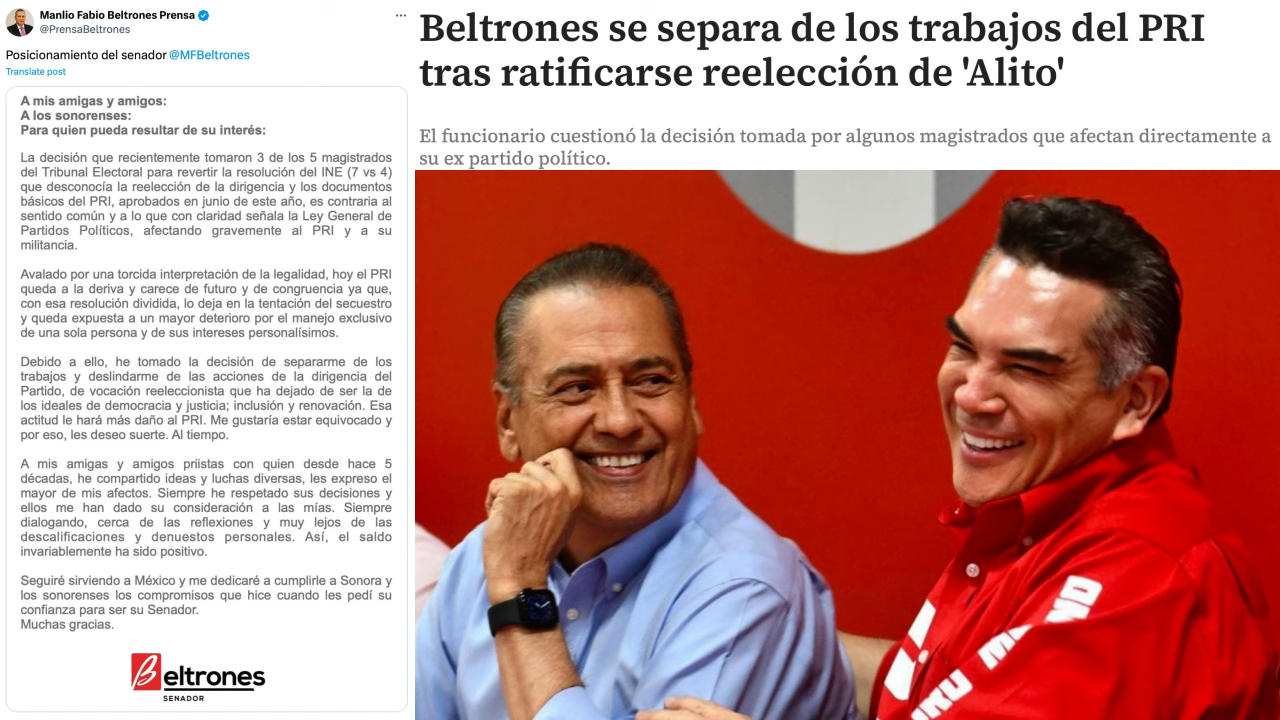 Manlio Fabio Beltrones Prensa
@PrensaBeltrones
Posicionamiento del senador @MFBeltrones
Translate post
A mis amigas y amigos:
A los sonorenses:
Para quien pueda resultar de su interés:
La decisión que recientemente tomaron 3 de los 5 magistrados
del Tribunal Electoral para revertir la resolución del INE (7 vs 4)
que desconocía la reelección de la dirigencia y los documentos
básicos del PRI, aprobados en junio de este año, es contraria al
sentido común y a lo que con claridad señala la Ley General de
Partidos Políticos, afectando gravemente al PRI y a su
militancia.
Avalado por una torcida interpretación de la legalidad, hoy el PRI
queda a la deriva y carece de futuro y de congruencia ya que,
con esa resolución dividida, lo deja en la tentación del secuestro
y queda expuesta a un mayor deterioro por el manejo exclusivo
de una sola persona y de sus intereses personalísimos.
Debido a ello, he tomado la decisión de separarme de los
trabajos y deslindarme de las acciones de la dirigencia del
Partido, de vocación reeleccionista que ha dejado de ser la de
los ideales de democracia y justicia; inclusión y renovación. Esa
actitud le hará más daño al PRI. Me gustaría estar equivocado y
por eso, les deseo suerte. Al tiempo.
A mis amigas y amigos priistas con quien desde hace 5
décadas, he compartido ideas y luchas diversas, les expreso el
mayor de mis afectos. Siempre he respetado sus decisiones y
ellos me han dado su consideración a las mías. Siempre
dialogando, cerca de las reflexiones y muy lejos de las
descalificaciones y denuestos personales. Así, el saldo
invariablemente ha sido positivo.
Seguiré sirviendo a México y me dedicaré a cumplirle a Sonora y
los sonorenses los compromisos que hice cuando les pedí su
confianza para ser su Senador.
Muchas gracias.
Beltrones
SENADOR
Beltrones se separa de los trabajos del PRI
tras ratificarse reelección de 'Alito'
El funcionario cuestionó la decisión tomada por algunos magistrados que afectan directamente a
su ex partido político.